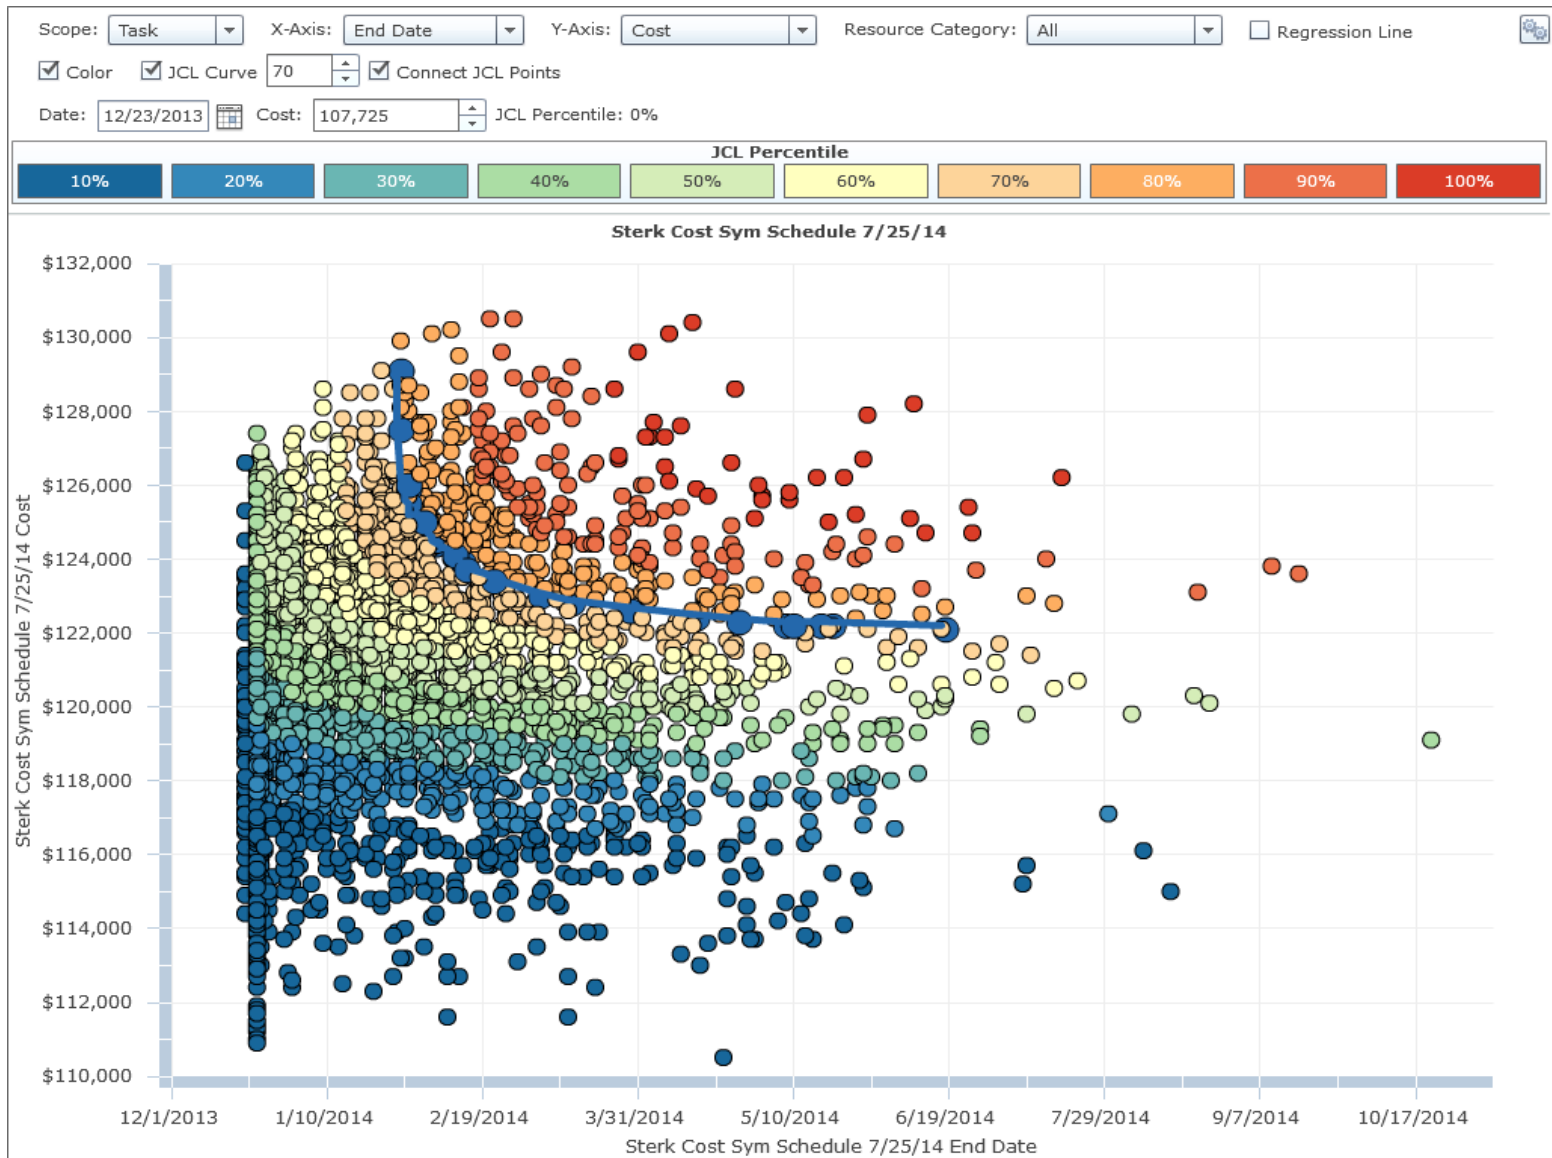 Scope: Task X-Axis: End Date Y-Axis: Cost Resource Category: All Regression Line
Color JCL Curve 70 Connect JCL Points
Date: 12/23/2013 Cost: 107,725 JCL Percentile: 0%
JCL Percentile
10% 20% 30% 40% 50% 60% 70% 80% 90% 100%
Sterk Cost Sym Schedule 7/25/14
Sterk Cost Sym Schedule 7/25/14 Cost
$132,000
$130,000
$128,000
$126,000
$124,000
$122,000
$120,000
$118,000
$116,000
$114,000
$112,000
$110,000
12/1/2013 1/10/2014 2/19/2014 3/31/2014 5/10/2014 6/19/2014 7/29/2014 9/7/2014 10/17/2014
Sterk Cost Sym Schedule 7/25/14 End Date